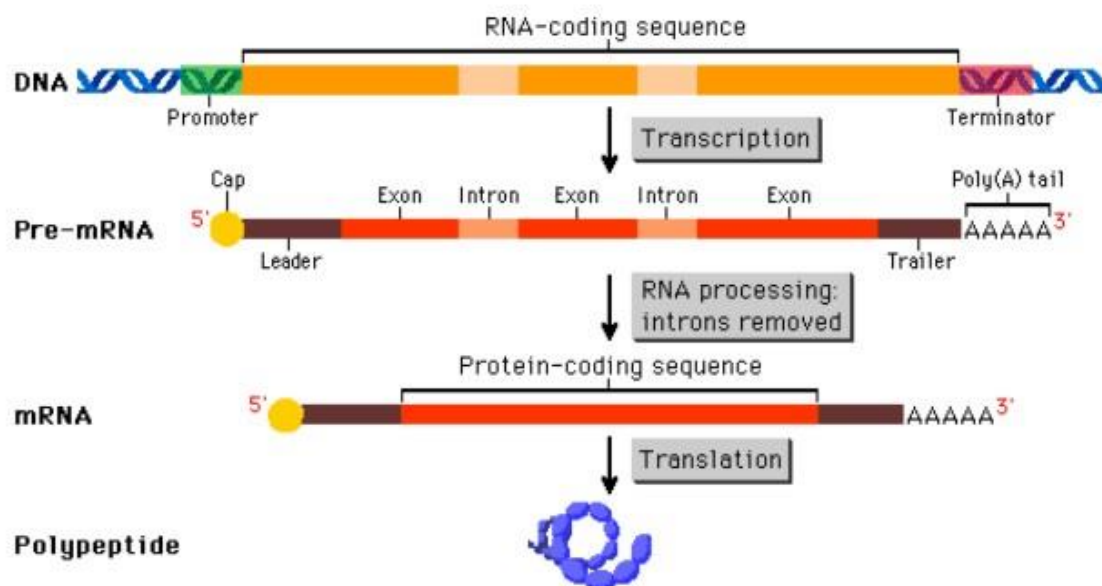 RNA-coding sequence
DNA
Promoter
Terminator
Transcription
Cap
Exon
Intron
Exon
Intron
Exon
Poly(A) tail
5'
Pre-mRNA
AAAAA
3'
Leader
Trailer
RNA processing:
introns removed
Protein-coding sequence
5'
mRNA
AAAAA
3'
Translation
Polypeptide